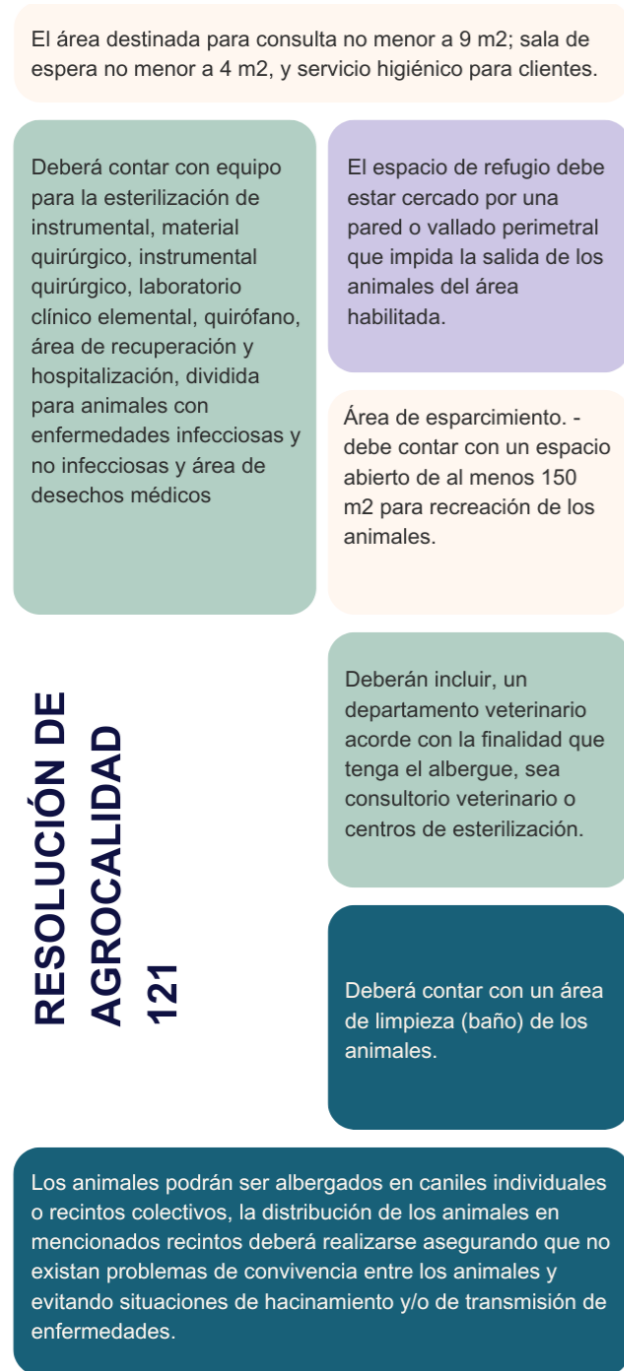 El área destinada para consulta no menor a 9 m2; sala de
espera no menor a 4 m2, y servicio higiénico para clientes.
Deberá contar con equipo
para la esterilización de
instrumental, material
quirúrgico, instrumental
quirúrgico, laboratorio
clínico elemental, quirófano,
área de recuperación y
hospitalización, dividida
para animales con
enfermedades infecciosas y
no infecciosas y área de
desechos médicos
El espacio de refugio debe
estar cercado por una
pared o vallado perimetral
que impida la salida de los
animales del área
habilitada.
Área de esparcimiento. -
debe contar con un espacio
abierto de al menos 150
m2 para recreación de los
animales.
RESOLUCIÓN DE
AGROCALIDAD
121
Deberán incluir, un
departamento veterinario
acorde con la finalidad que
tenga el albergue, sea
consultorio veterinario o
centros de esterilización.
Deberá contar con un área
de limpieza (baño) de los
animales.
Los animales podrán ser albergados en caniles individuales
o recintos colectivos, la distribución de los animales en
mencionados recintos deberá realizarse asegurando que no
existan problemas de convivencia entre los animales y
evitando situaciones de hacinamiento y/o de transmisión de
enfermedades.